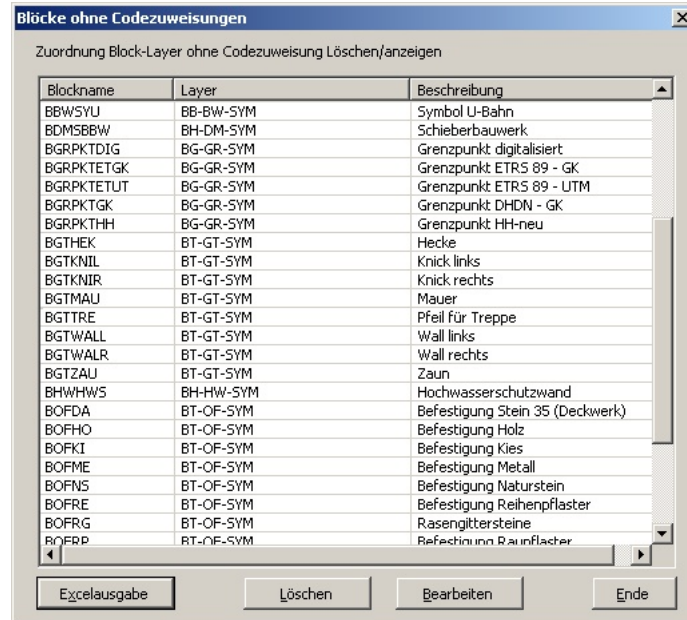 Blöcke ohne Codezuweisungen
Zuordnung Block-Layer ohne Codezuweisung Löschen/anzeigen
Blockname Layer Beschreibung
BBWSYU BB-BW-SYM Symbol U-Bahn
BDMSBBW BH-DM-SYM Schieberbauwerk
BGRPKTDIG BG-GR-SYM Grenzpunkt digitalisiert
BGRPKTETGK BG-GR-SYM Grenzpunkt ETRS 89 - GK
BGRPKTETUT BG-GR-SYM Grenzpunkt ETRS 89 - UTM
BGRPKTGK BG-GR-SYM Grenzpunkt DHDN - GK
BGRPKTHH BG-GR-SYM Grenzpunkt HH-neu
BGTHEK BT-GT-SYM Hecke
BGTKNIL BT-GT-SYM Knick links
BGTKNIR BT-GT-SYM Knick rechts
BGTMAU BT-GT-SYM Mauer
BGTTRE BT-GT-SYM Pfeil für Treppe
BGTWALL BT-GT-SYM Wall links
BGTWALR BT-GT-SYM Wall rechts
BGTZAU BT-GT-SYM Zaun
BHWHWS BH-HW-SYM Hochwasserschutzwand
BOFDA BT-OF-SYM Befestigung Stein 35 (Deckwerk)
BOFHO BT-OF-SYM Befestigung Holz
BOFKI BT-OF-SYM Befestigung Kies
BOFME BT-OF-SYM Befestigung Metall
BOFNS BT-OF-SYM Befestigung Naturstein
BOFRE BT-OF-SYM Befestigung Reihenpflaster
BOFRG BT-OF-SYM Rasengittersteine
BOFRP BT-OF-SYM Befestigung Raupflaster
Excelausgabe Löschen Bearbeiten Ende